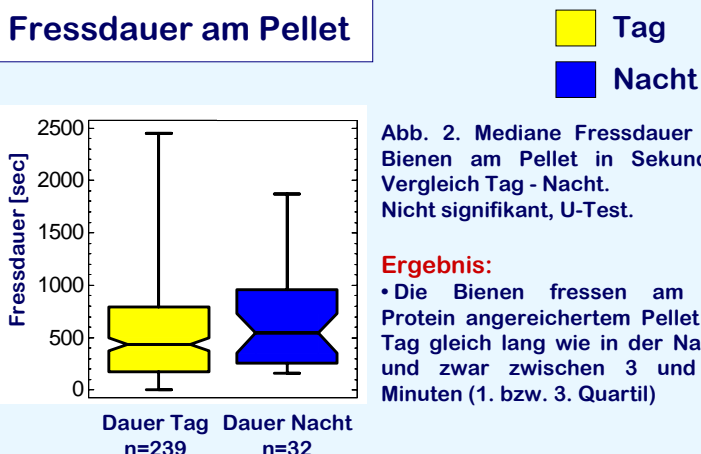 Fressdauer am Pellet
Tag
Nacht
2500
2000
1500
1000
500
0
Fressdauer [sec]
Dauer Tag Dauer Nacht
n=239 n=32
Abb. 2. Mediane Fressdauer
Bienen am Pellet in
Vergleich Tag - Nacht.
Nicht signifikant, U-Test.
Ergebnis:
• Die Bienen fressen am
Protein angereichertem Pellet
Tag gleich lang wie in der
und zwar zwischen 3 und
Minuten (1. bzw. 3. Quartil)